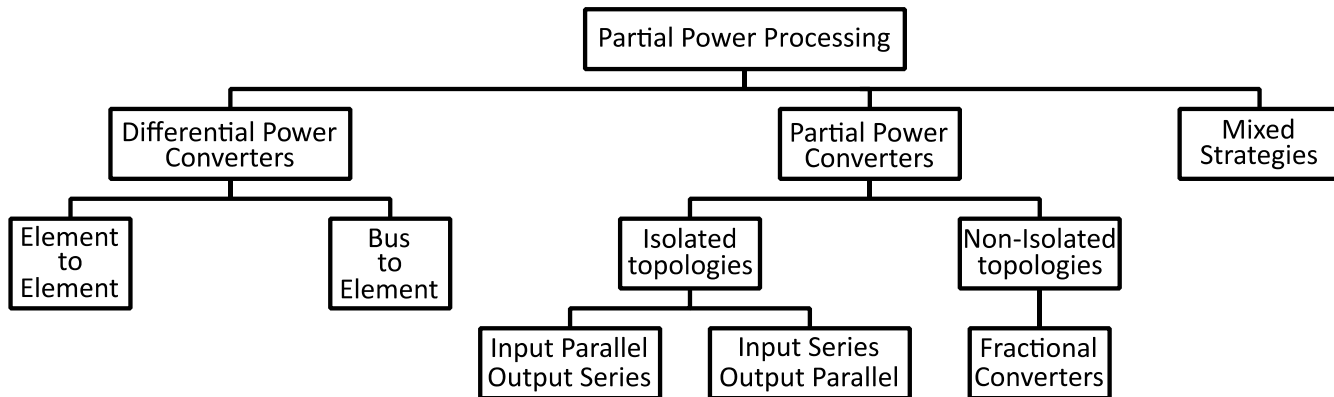 Partial Power Processing
Differential Power
Converters
Partial Power
Converters
Mixed
Strategies
Element
to
Element
Bus
to
Element
Isolated
topologies
Non-Isolated
topologies
Input Parallel
Output Series
Input Series
Output Parallel
Fractional
Converters